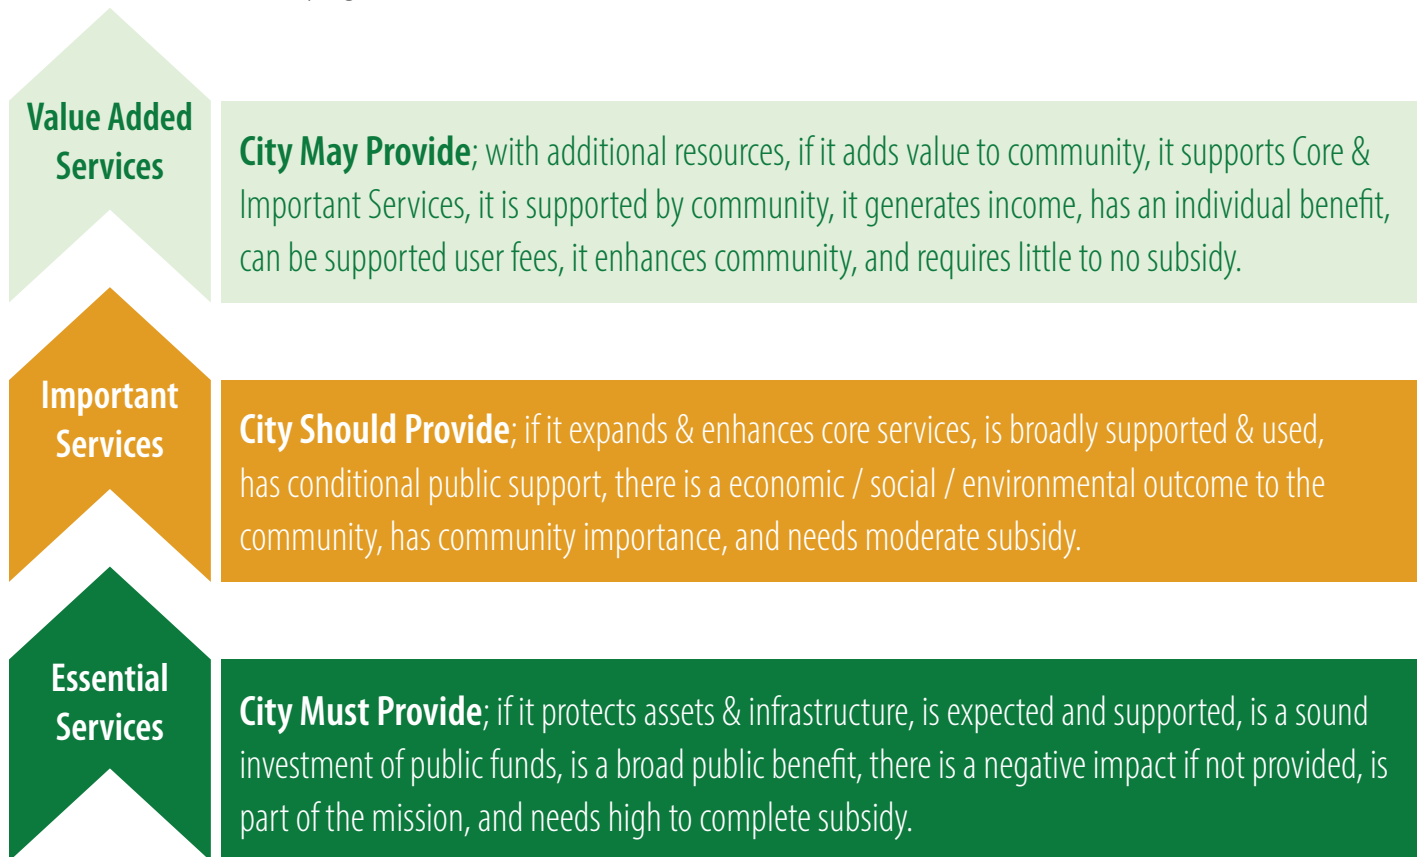 Value Added
Services
City May Provide; with additional resources, if it adds value to community, it supports Core &
Important Services, it is supported by community, it generates income, has an individual benefit,
can be supported user fees, it enhances community, and requires little to no subsidy.
Important
Services
City Should Provide; if it expands & enhances core services, is broadly supported & used,
has conditional public support, there is a economic / social / environmental outcome to the
community, has community importance, and needs moderate subsidy.
Essential
Services
City Must Provide; if it protects assets & infrastructure, is expected and supported, is a sound
investment of public funds, is a broad public benefit, there is a negative impact if not provided, is
part of the mission, and needs high to complete subsidy.